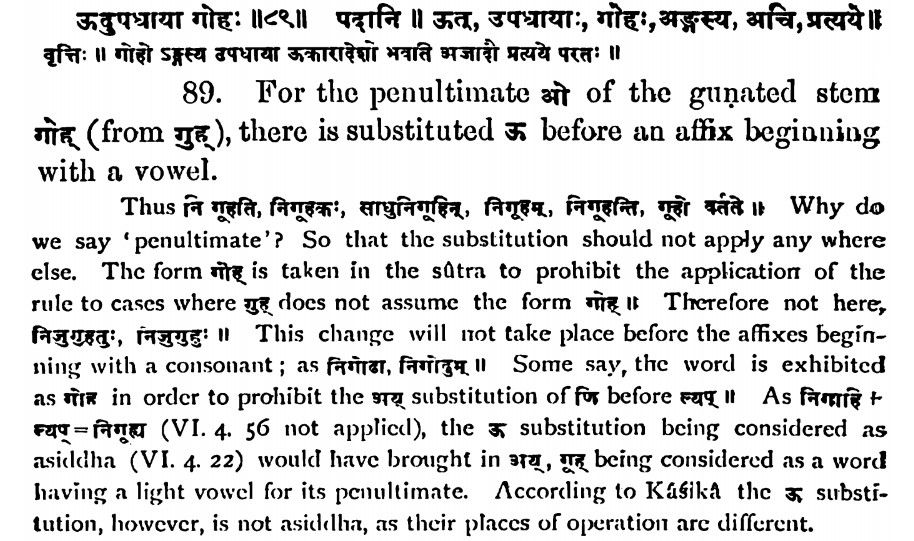 ऊदुपधाया गोहः ॥८९॥ पदानि ॥ ऊत्, उपधायाः, गोहः, अङ्गस्य, अचि, प्रत्यये॥
वृत्तिः ॥ गोहो ऽङ्गस्य उपधाया ऊकारादेशो भवति अजादौ प्रत्यये परतः ॥
89. For the penultimate ओ of the guṇated stem
गोह् (from गुह्), there is substituted ऊ before an affix beginning
with a vowel.
Thus नि गूहति, निगूहकः, साधुनिगूहिन्, निगूहम्, निगूहन्ति, गूहो वर्तते ॥ Why do
we say 'penultimate'? So that the substitution should not apply any where
else. The form गोह् is taken in the sûtra to prohibit the application of the
rule to cases where गुह् does not assume the form गोह् ॥ Therefore not here,
निजुगुहतुः, निजुगुहुः ॥ This change will not take place before the affixes begin-
ning with a consonant; as निगोढा, निगोढुम् ॥ Some say, the word is exhibited
as गोह in order to prohibit the अय् substitution of णि before ल्यप् ॥ As निगूहि +
ल्यप् = निगूह्य (VI. 4. 56 not applied), the ऊ substitution being considered as
asiddha (VI. 4. 22) would have brought in अय्, गूह् being considered as a word
having a light vowel for its penultimate. According to Kâśikâ the ऊ substi-
tution, however, is not asiddha, as their places of operation are different.